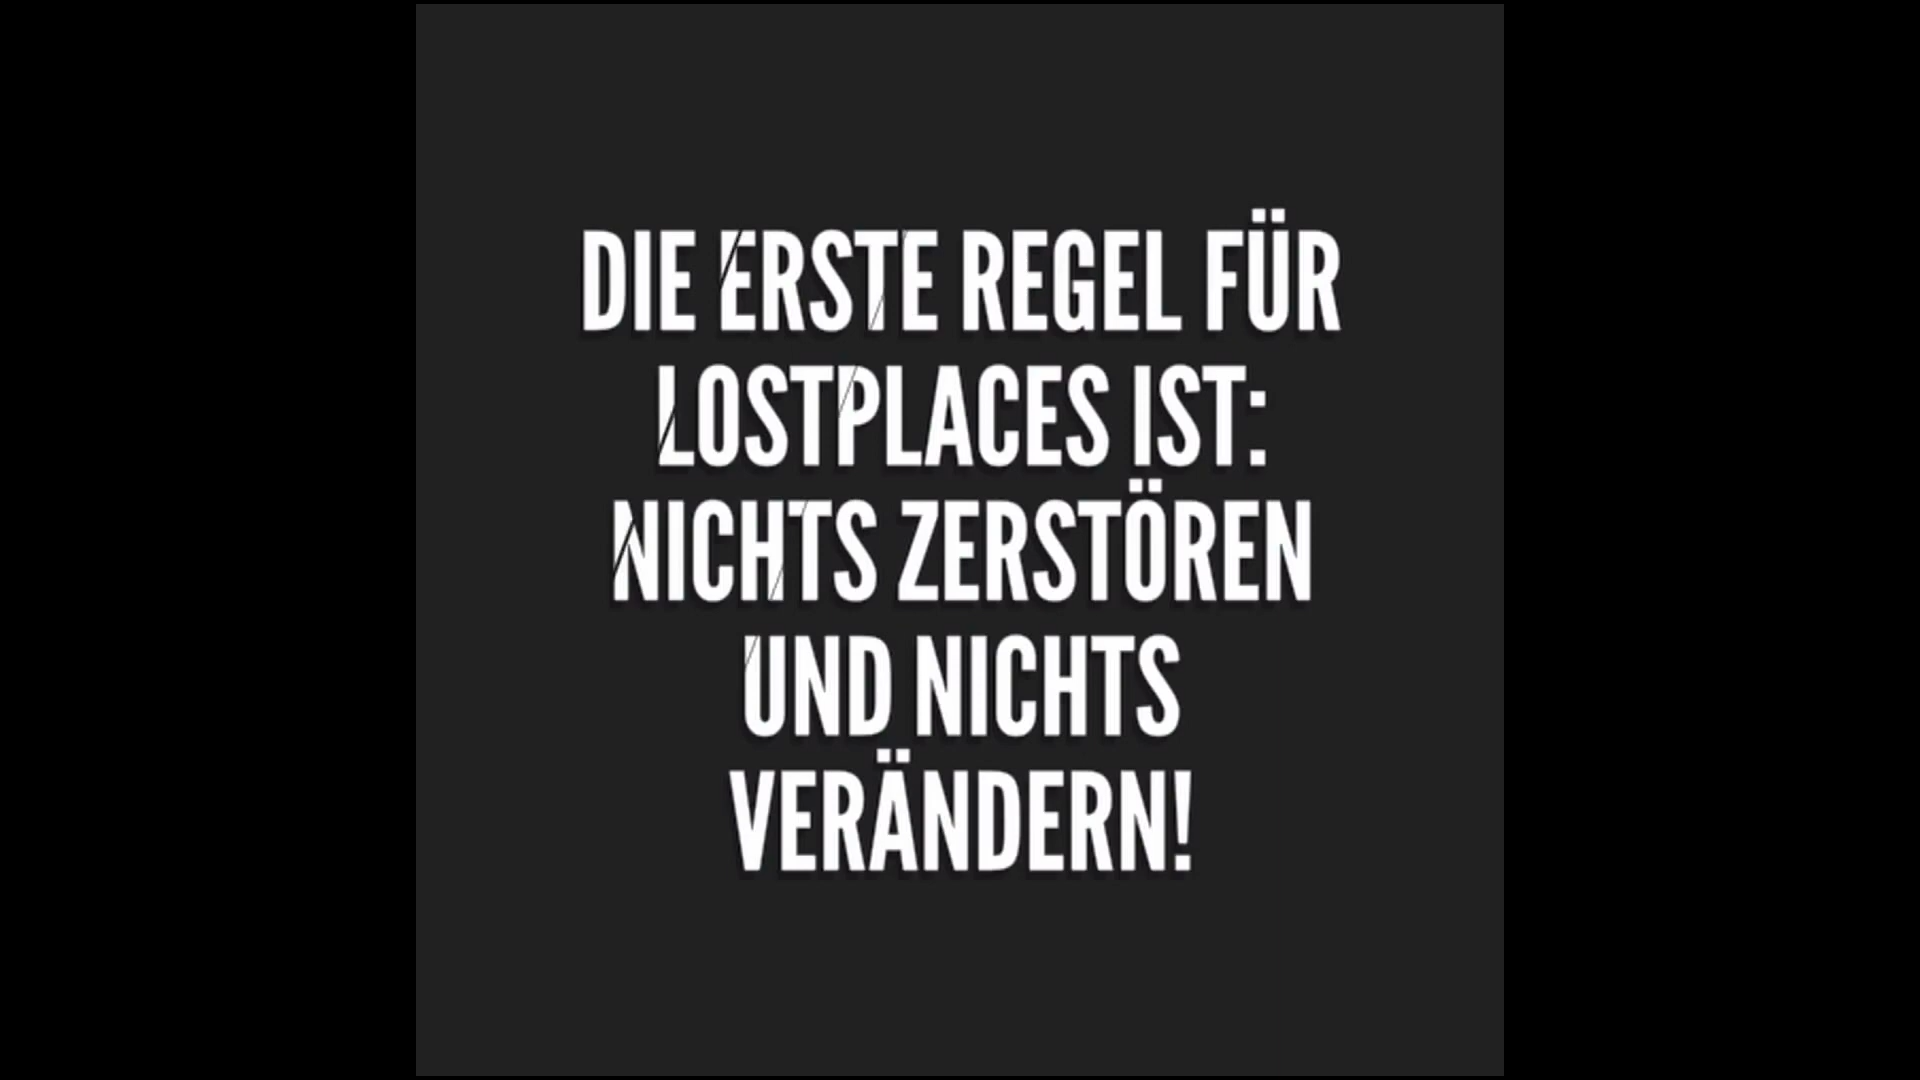 DIE ERSTE REGEL FÜR
LOSTPLACES IST:
NICHTS ZERSTÖREN
UND NICHTS
VERÄNDERN!